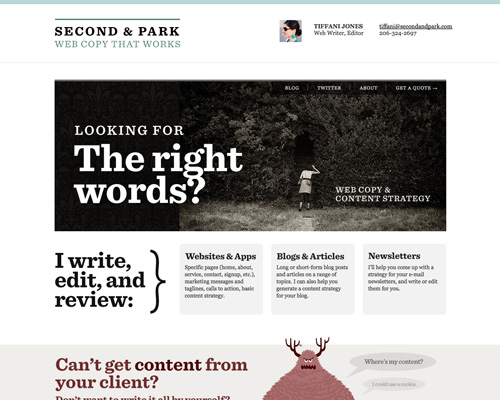 SECOND & PARK
WEB COPY THAT WORKS
TIFFANI JONES
Web Writer, Editor
tiffani@secondandpark.com
206-324-2697
BLOG
TWITTER
ABOUT
GET A QUOTE →
LOOKING FOR
The right
words?
WEB COPY &
CONTENT STRATEGY
I write,
edit, and
review:
Websites & Apps
Specific pages (home, about,
service, contact, signup, etc.),
marketing messages and
taglines, calls to action, basic
content strategy.
Blogs & Articles
Long or short-form blog posts
and articles on a range of
topics. I can also help you
generate a content strategy
for your blog.
Newsletters
I'll help you come up with a
strategy for your e-mail
newsletters, and write or edit
them for you.
Can't get content from
your client?
Don't want to write it all by yourself?
Where's my content?
I could use a cookie.